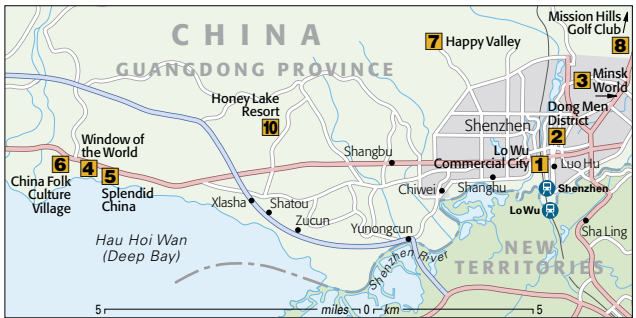 Mission Hills
Golf Club
8
CHINA
7 Happy Valley
GUANGDONG PROVINCE
3 Minsk
World
Honey Lake
Resort
10
Dong Men
District
2
Shenzhen
Window of
the World
Shangbu
Lo Wu
Commercial City
1
Luo Hu
6 4 5
China Folk
Culture
Village
Splendid
China
Chiwei
Shanghu
Shenzhen
Xlasha
Shatou
Lo Wu
Zucun
Yunongcun
Sha Ling
Hau Hoi Wan
(Deep Bay)
Shenzhen River
NEW
TERRITORIES
5 miles 0 km 5